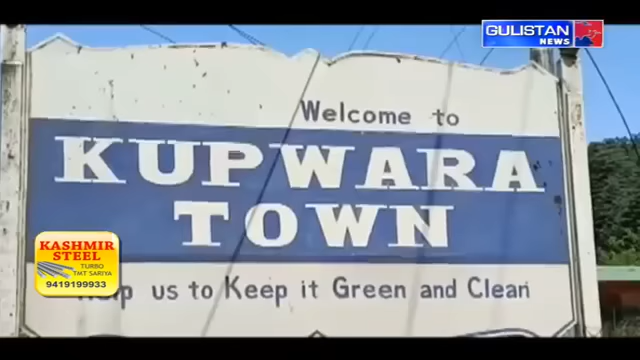 GULISTAN
NEWS
Welcome to
KUPWARA
TOWN
Help us to Keep it Green and Clean
KASHMIR
STEEL
TURBO
TMT SARIYA
9419199933